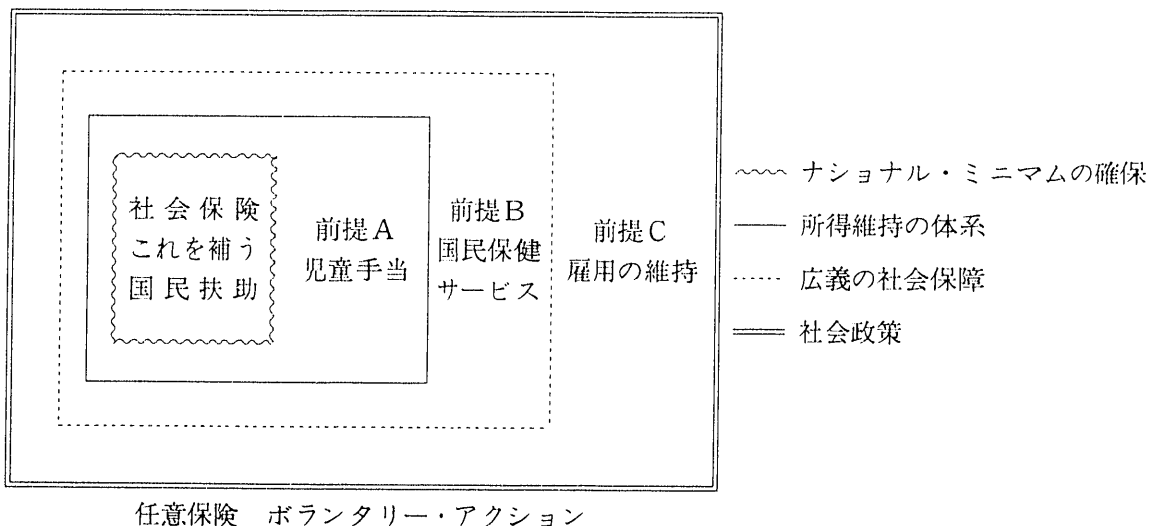 社会保険
これを補う
国民扶助
前提A
児童手当
前提B
国民保健
サービス
前提C
雇用の維持
ナショナル・ミニマムの確保
所得維持の体系
広義の社会保障
社会政策
任意保険 ボランタリー・アクション